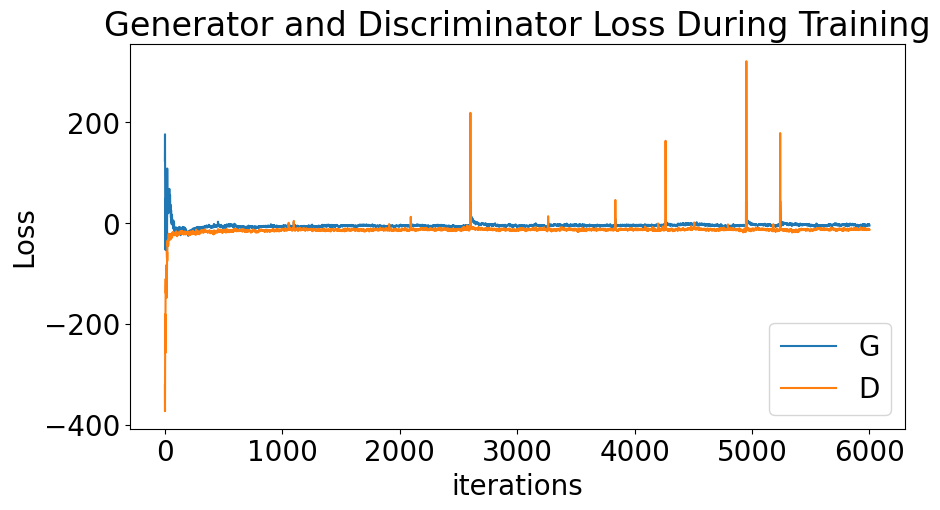 Generator and Discriminator Loss During Training
200
0
−200
−400
Loss
0 1000 2000 3000 4000 5000 6000
iterations
G
D